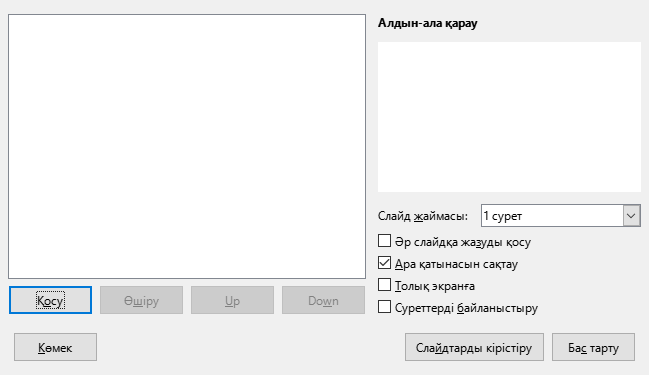 Алдын-ала қарау
Слайд жаймасы: 1 сурет
Әр слайдқа жазуды қосу
Ара қатынасын сақтау
Толық экранға
Суреттерді байланыстыру
Қосу Өшіру Up Down
Көмек Слайдтарды кірістіру Бас тарту